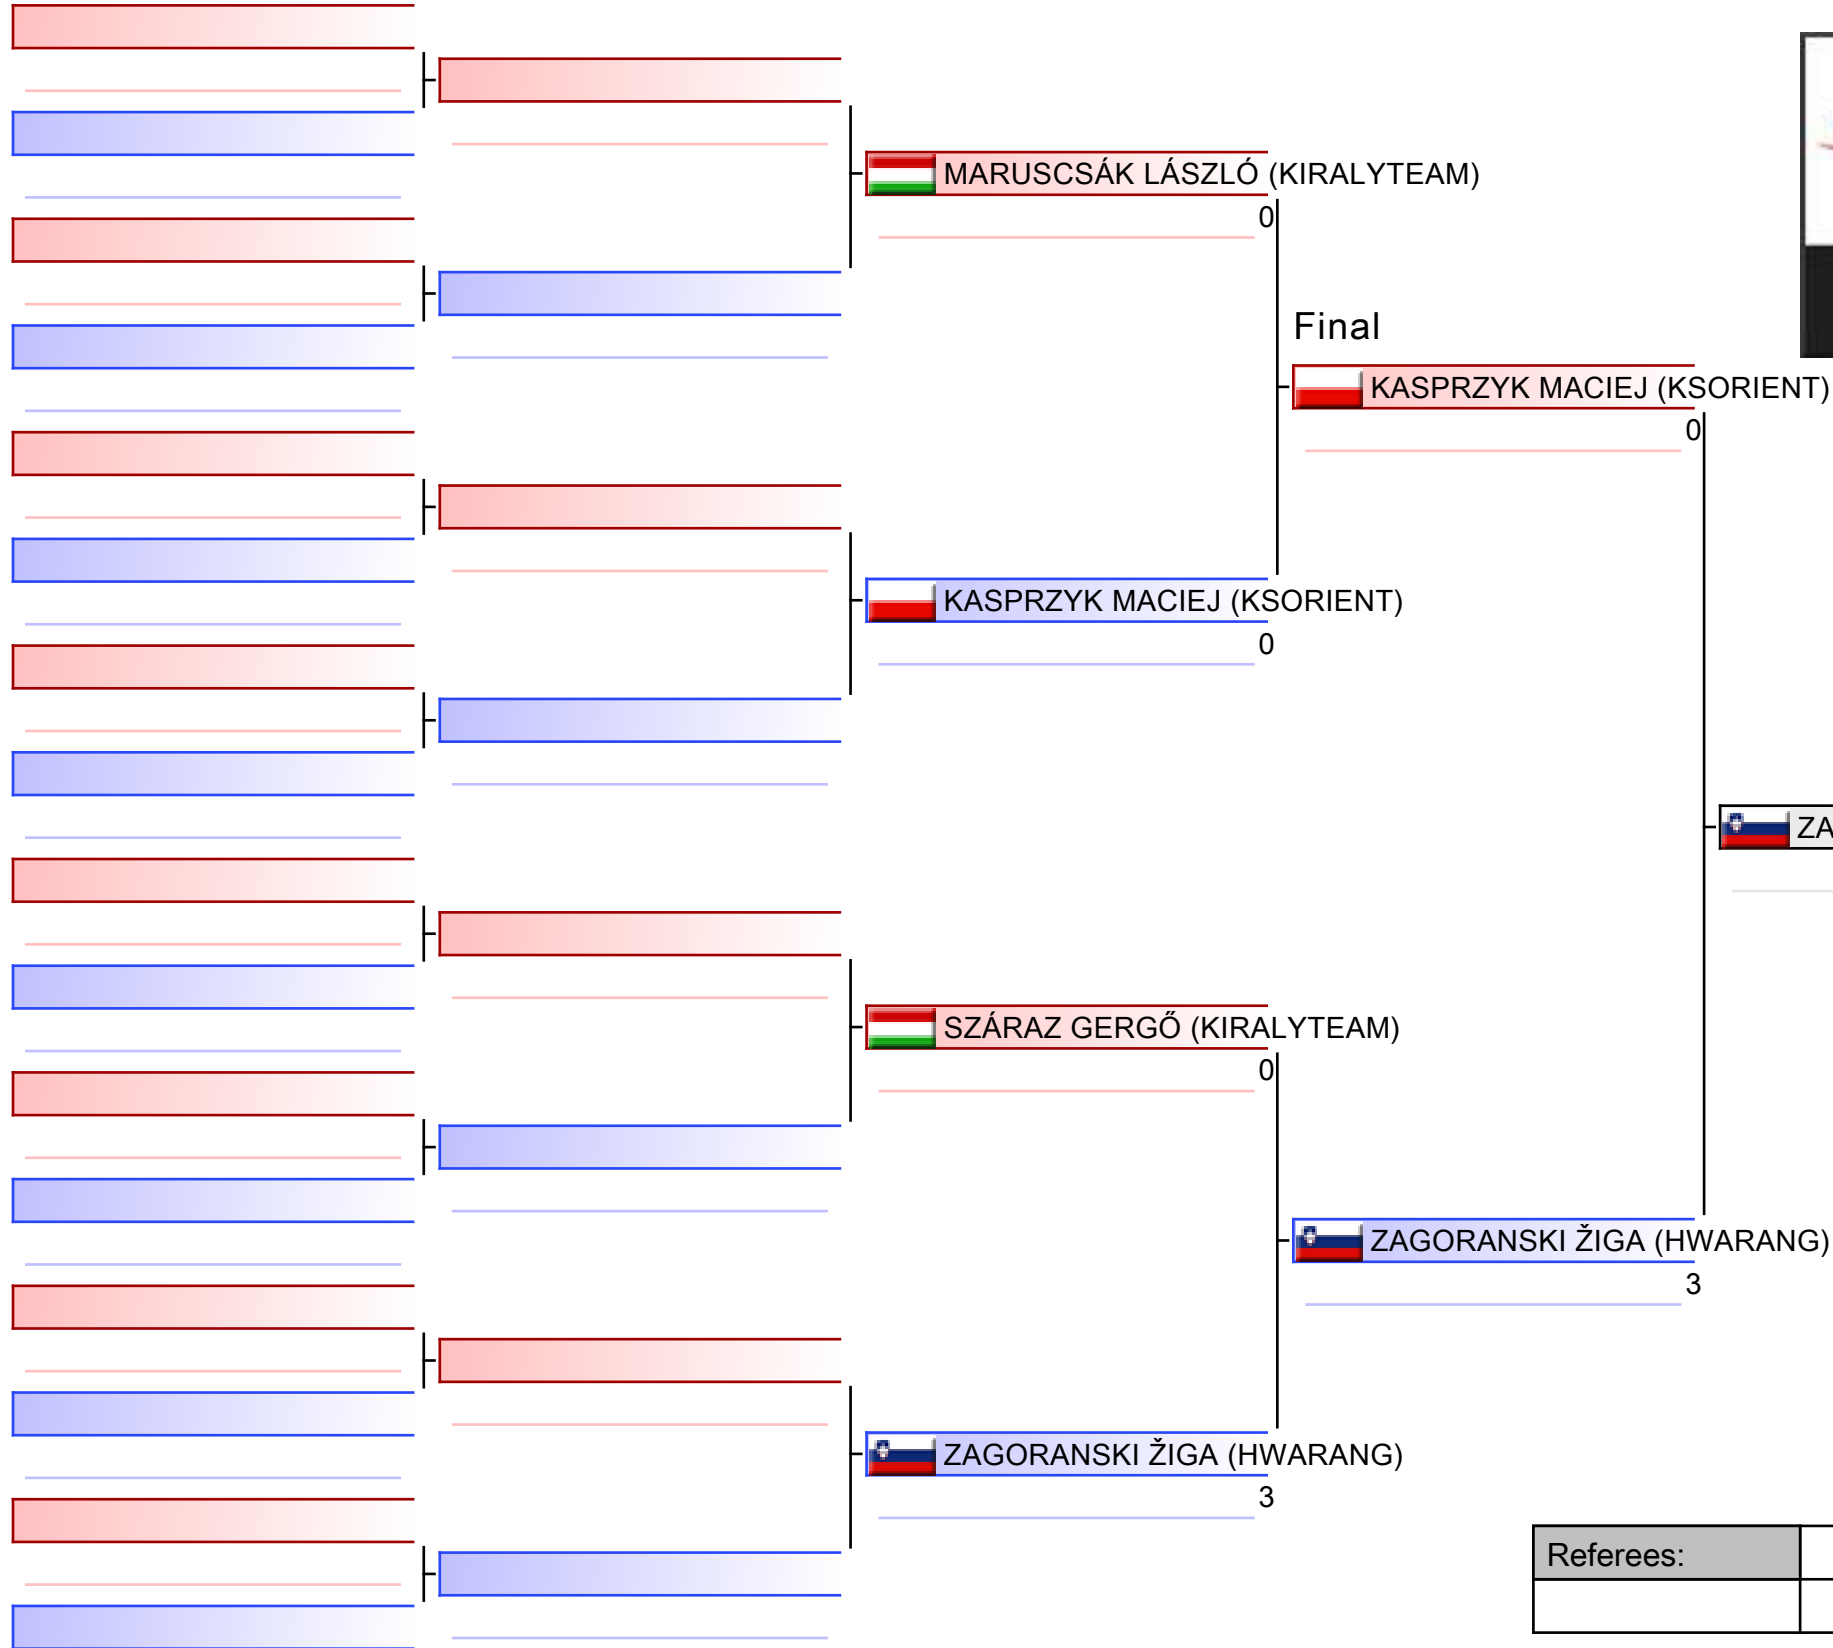 MARUSCSÁK LÁSZLÓ (KIRALYTEAM)
0
Final
KASPRZYK MACIEJ (KSORIENT)
0
KASPRZYK MACIEJ (KSORIENT)
0
ZA
SZÁRAZ GERGŐ (KIRALYTEAM)
0
ZAGORANSKI ŽIGA (HWARANG)
3
ZAGORANSKI ŽIGA (HWARANG)
3
Referees: